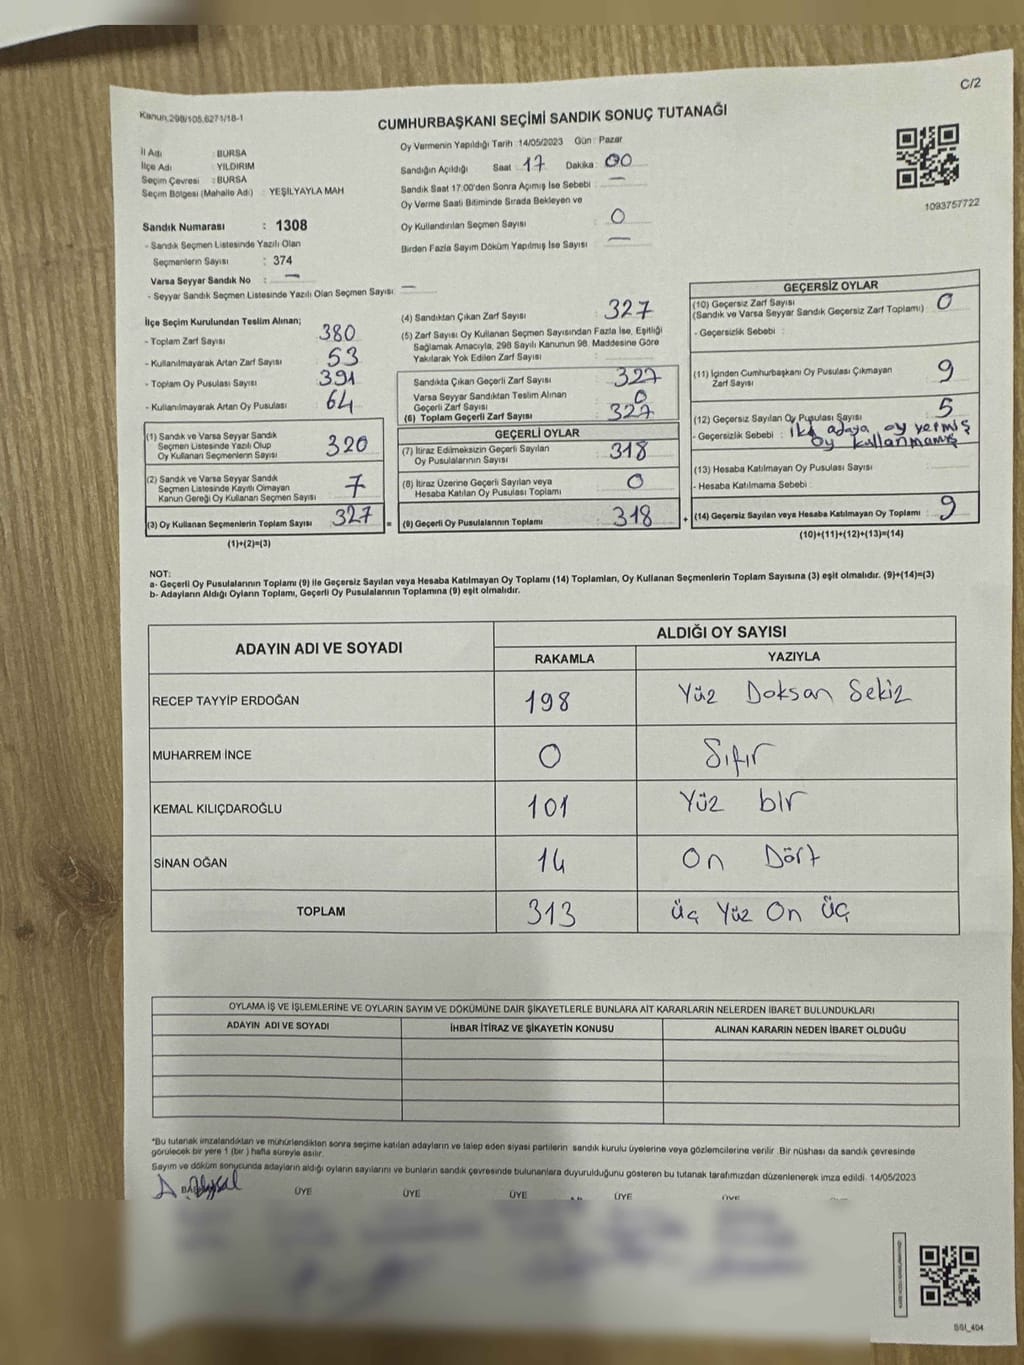 C/2
Kanun,298/105,6271/18-1
CUMHURBAŞKANI SEÇİMİ SANDIK SONUÇ TUTANAĞI
İl Adı : BURSA
İlçe Adı : YILDIRIM
Seçim Çevresi : BURSA
Seçim Bölgesi (Mahalle Adı) : YEŞİLYAYLA MAH
Oy Vermenin Yapıldığı Tarih :14/05/2023 Gün : Pazar
Sandığın Açıldığı Saat : 17 Dakika : 00
Sandık Saat 17:00'den Sonra Açımış İse Sebebi : —
Oy Verme Saati Bitiminde Sırada Bekleyen ve
Oy Kullandırılan Seçmen Sayısı : 0
Birden Fazla Sayım Döküm Yapılmış İse Sayısı : —
1093757722
Sandık Numarası : 1308
- Sandık Seçmen Listesinde Yazılı Olan
Seçmenlerin Sayısı : 374
Varsa Seyyar Sandık No : —
- Seyyar Sandık Seçmen Listesinde Yazılı Olan Seçmen Sayısı : —
İlçe Seçim Kurulundan Teslim Alınan;
- Toplam Zarf Sayısı : 380
- Kullanılmayarak Artan Zarf Sayısı : 53
- Toplam Oy Pusulası Sayısı : 391
- Kullanılmayarak Artan Oy Pusulası : 64
(1) Sandık ve Varsa Seyyar Sandık
Seçmen Listesinde Yazılı Olup
Oy Kullanan Seçmenlerin Sayısı : 320
(2) Sandık ve Varsa Seyyar Sandık
Seçmen Listesinde Kayıtlı Olmayan
Kanun Gereği Oy Kullanan Seçmen Sayısı : 7
(3) Oy Kullanan Seçmenlerin Toplam Sayısı : 327 =
(1)+(2)=(3)
(4) Sandıktan Çıkan Zarf Sayısı : 327
(5) Zarf Sayısı Oy Kullanan Seçmen Sayısından Fazla İse, Eşitliği
Sağlamak Amacıyla, 298 Sayılı Kanunun 98. Maddesine Göre
Yakılarak Yok Edilen Zarf Sayısı :
Sandıkta Çıkan Geçerli Zarf Sayısı : 327
Varsa Seyyar Sandıktan Teslim Alınan
Geçerli Zarf Sayısı : 0
(6) Toplam Geçerli Zarf Sayısı : 327
GEÇERLİ OYLAR
(7) İtiraz Edilmeksizin Geçerli Sayılan
Oy Pusulalarının Sayısı : 318
(8) İtiraz Üzerine Geçerli Sayılan veya
Hesaba Katılan Oy Pusulası Toplamı : 0
(9) Geçerli Oy Pusulalarının Toplamı : 318 +
GEÇERSİZ OYLAR
(10) Geçersiz Zarf Sayısı : 0
(Sandık ve Varsa Seyyar Sandık Geçersiz Zarf Toplamı)
- Geçersizlik Sebebi :
(11) İçinden Cumhurbaşkanı Oy Pusulası Çıkmayan
Zarf Sayısı : 9
(12) Geçersiz Sayılan Oy Pusulası Sayısı : 5
- Geçersizlik Sebebi : iki adaya oy vermiş
oy kullanmamış
(13) Hesaba Katılmayan Oy Pusulası Sayısı :
- Hesaba Katılmama Sebebi :
(14) Geçersiz Sayılan veya Hesaba Katılmayan Oy Toplamı : 9
(10)+(11)+(12)+(13)=(14)
NOT:
a- Geçerli Oy Pusulalarının Toplamı (9) ile Geçersiz Sayılan veya Hesaba Katılmayan Oy Toplamı (14) Toplamları, Oy Kullanan Seçmenlerin Toplam Sayısına (3) eşit olmalıdır. (9)+(14)=(3)
b- Adayların Aldığı Oyların Toplamı, Geçerli Oy Pusulalarının Toplamına (9) eşit olmalıdır.
ADAYIN ADI VE SOYADI
ALDIĞI OY SAYISI
RAKAMLA YAZIYLA
RECEP TAYYİP ERDOĞAN 198 Yüz Doksan Sekiz
MUHARREM İNCE 0 Sıfır
KEMAL KILIÇDAROĞLU 101 Yüz bir
SİNAN OĞAN 14 On Dört
TOPLAM 313 Üç Yüz On üç
OYLAMA İŞ VE İŞLEMLERİNE VE OYLARIN SAYIM VE DÖKÜMÜNE DAİR ŞİKAYETLERLE BUNLARA AİT KARARLARIN NELERDEN İBARET BULUNDUKLARI
ADAYIN ADI VE SOYADI İHBAR İTİRAZ VE ŞİKAYETİN KONUSU ALINAN KARARIN NEDEN İBARET OLDUĞU
*Bu tutanak imzalandıktan ve mühürlendikten sonra seçime katılan adayların ve talep eden siyasi partilerin sandık kurulu üyelerine veya gözlemcilerine verilir .Bir nüshası da sandık çevresinde
görülecek bir yere 1 (bir ) hafta süreyle asılır.
Sayım ve döküm sonucunda adayların aldığı oyların sayılarını ve bunların sandık çevresinde bulunanlara duyurulduğunu gösteren bu tutanak tarafımızdan düzenlenerek imza edildi. 14/05/2023
ÜYE ÜYE ÜYE ÜYE ÜYE